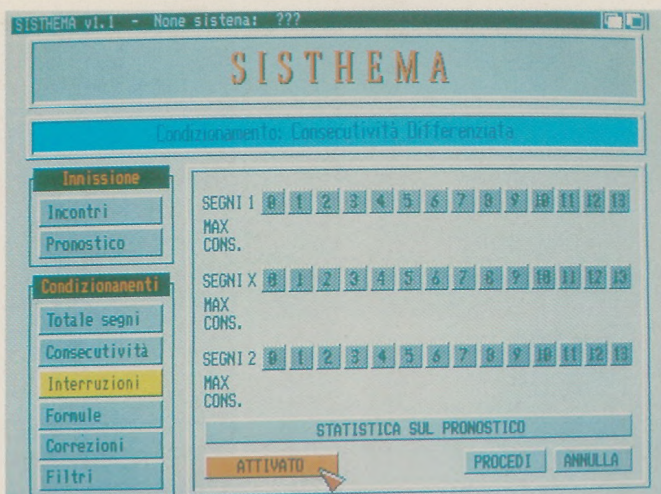 SISTHEMA v1.1 - Nome sistema: ???
SISTHEMA
Condizionamento: Consecutività Differenziata
Immissione
Incontri
Pronostico
Condizionamenti
Totale segni
Consecutività
Interruzioni
Formule
Correzioni
Filtri
SEGNI 1 0 1 2 3 4 5 6 7 8 9 10 11 12 13
MAX
CONS.
SEGNI X 0 1 2 3 4 5 6 7 8 9 10 11 12 13
MAX
CONS.
SEGNI 2 0 1 2 3 4 5 6 7 8 9 10 11 12 13
MAX
CONS.
STATISTICA SUL PRONOSTICO
ATTIVATO PROCEDI ANNULLA